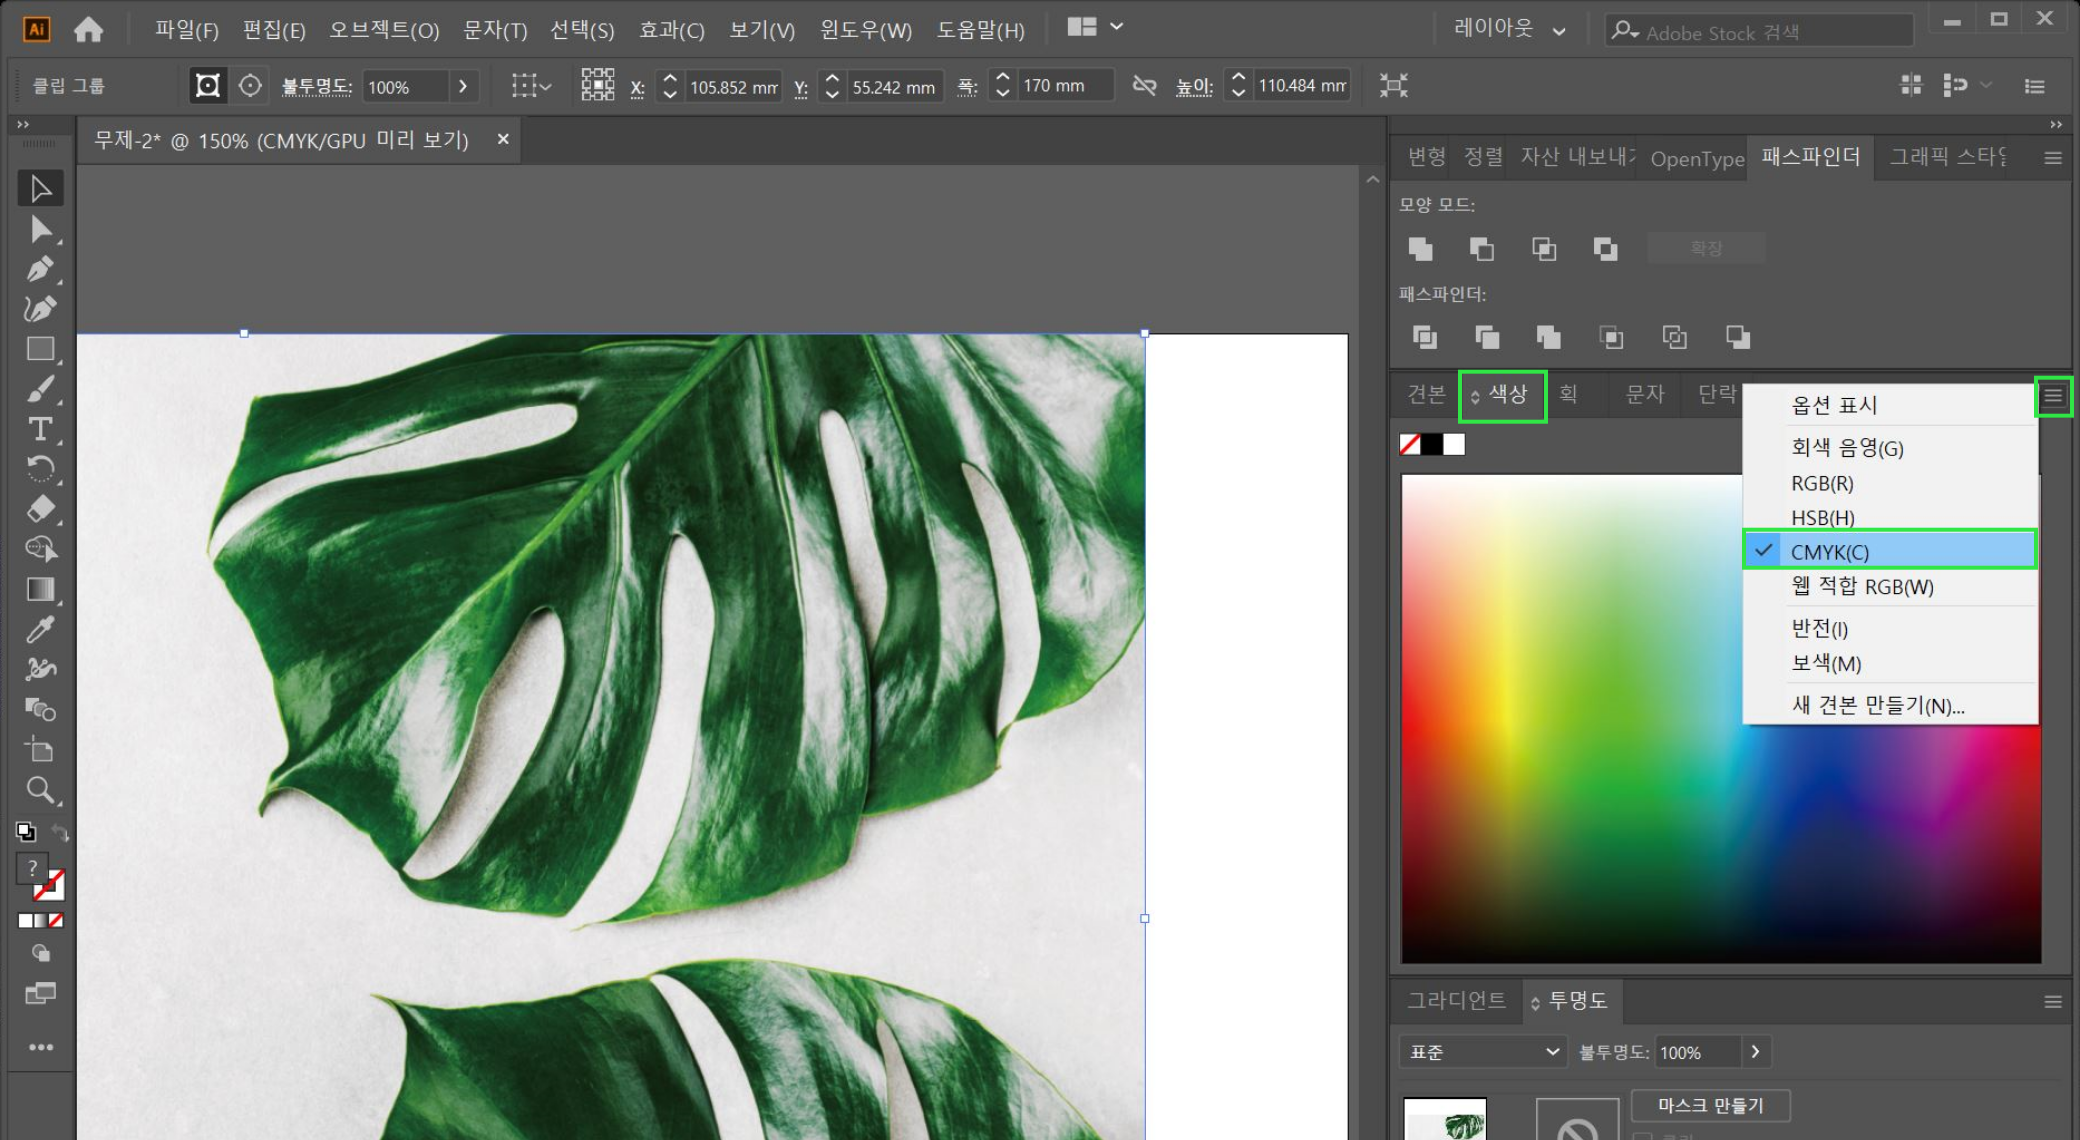 Ai 파일(F) 편집(E) 오브젝트(O) 문자(T) 선택(S) 효과(C) 보기(V) 윈도우(W) 도움말(H) 레이아웃 Adobe Stock 검색
클립 그룹 불투명도: 100% X: 105.852 mm Y: 55.242 mm 폭: 170 mm 높이: 110.484 mm
무제-2* @ 150% (CMYK/GPU 미리 보기) ×
변형 정렬 자산 내보내기 OpenType 패스파인더 그래픽 스타일
모양 모드:
확장
패스파인더:
견본 색상 획 문자 단락
옵션 표시
회색 음영(G)
RGB(R)
HSB(H)
CMYK(C)
웹 적합 RGB(W)
반전(I)
보색(M)
새 견본 만들기(N)...
?
그라디언트 투명도
표준 불투명도: 100%
마스크 만들기